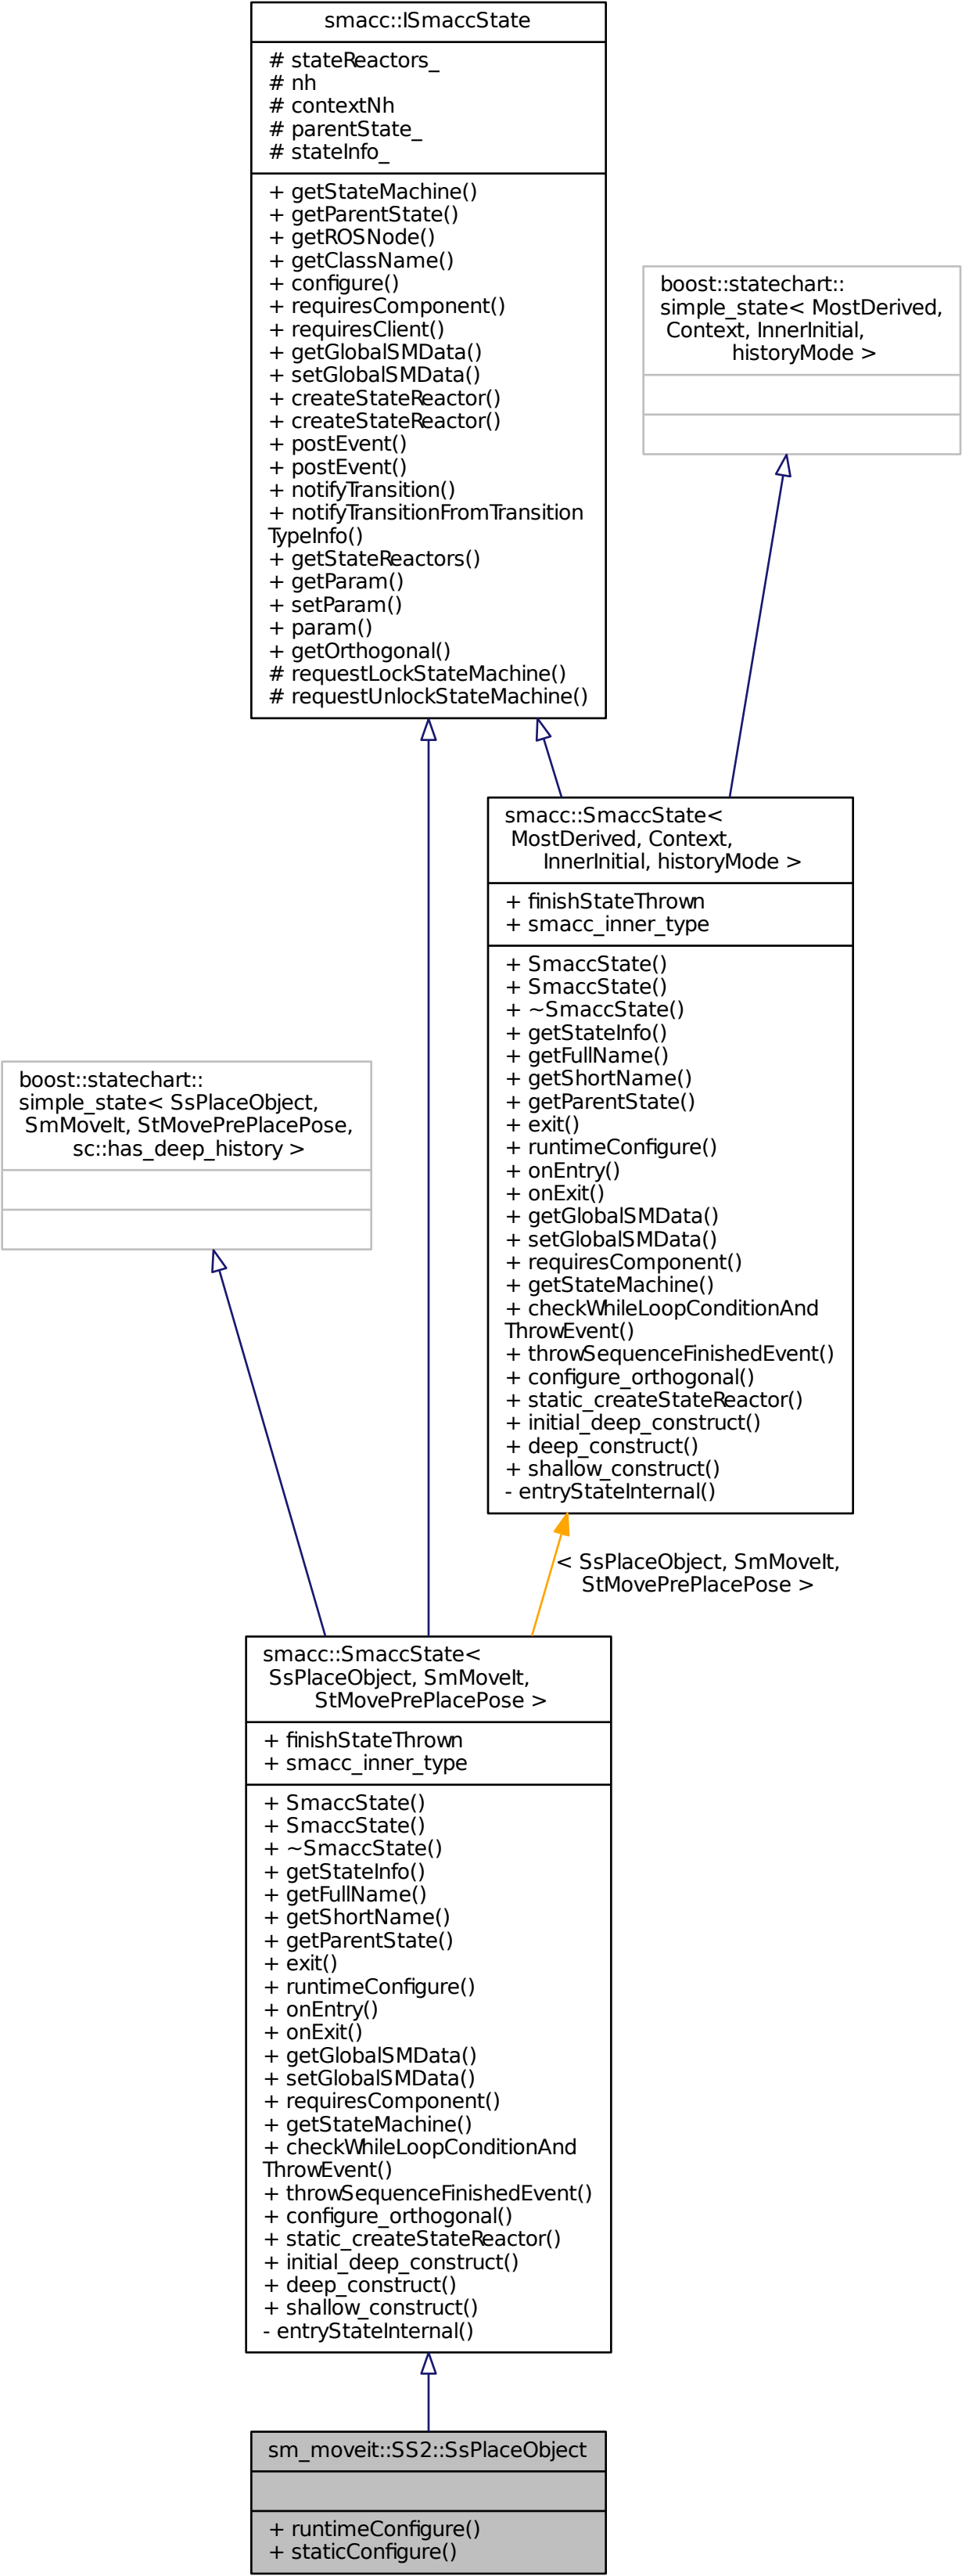 smacc::ISmaccState
# stateReactors_
# nh
# contextNh
# parentState_
# stateInfo_
+ getStateMachine()
+ getParentState()
+ getROSNode()
+ getClassName()
+ configure()
+ requiresComponent()
+ requiresClient()
+ getGlobalSMData()
+ setGlobalSMData()
+ createStateReactor()
+ createStateReactor()
+ postEvent()
+ postEvent()
+ notifyTransition()
+ notifyTransitionFromTransition
TypeInfo()
+ getStateReactors()
+ getParam()
+ setParam()
+ param()
+ getOrthogonal()
# requestLockStateMachine()
# requestUnlockStateMachine()
boost::statechart::
simple_state< MostDerived,
Context, InnerInitial,
historyMode >
smacc::SmaccState<
MostDerived, Context,
InnerInitial, historyMode >
+ finishStateThrown
+ smacc_inner_type
+ SmaccState()
+ SmaccState()
+ ~SmaccState()
+ getStateInfo()
+ getFullName()
+ getShortName()
+ getParentState()
+ exit()
+ runtimeConfigure()
+ onEntry()
+ onExit()
+ getGlobalSMData()
+ setGlobalSMData()
+ requiresComponent()
+ getStateMachine()
+ checkWhileLoopConditionAnd
ThrowEvent()
+ throwSequenceFinishedEvent()
+ configure_orthogonal()
+ static_createStateReactor()
+ initial_deep_construct()
+ deep_construct()
+ shallow_construct()
- entryStateInternal()
boost::statechart::
simple_state< SsPlaceObject,
SmMoveIt, StMovePrePlacePose,
sc::has_deep_history >
< SsPlaceObject, SmMoveIt,
StMovePrePlacePose >
smacc::SmaccState<
SsPlaceObject, SmMoveIt,
StMovePrePlacePose >
+ finishStateThrown
+ smacc_inner_type
+ SmaccState()
+ SmaccState()
+ ~SmaccState()
+ getStateInfo()
+ getFullName()
+ getShortName()
+ getParentState()
+ exit()
+ runtimeConfigure()
+ onEntry()
+ onExit()
+ getGlobalSMData()
+ setGlobalSMData()
+ requiresComponent()
+ getStateMachine()
+ checkWhileLoopConditionAnd
ThrowEvent()
+ throwSequenceFinishedEvent()
+ configure_orthogonal()
+ static_createStateReactor()
+ initial_deep_construct()
+ deep_construct()
+ shallow_construct()
- entryStateInternal()
sm_moveit::SS2::SsPlaceObject
+ runtimeConfigure()
+ staticConfigure()